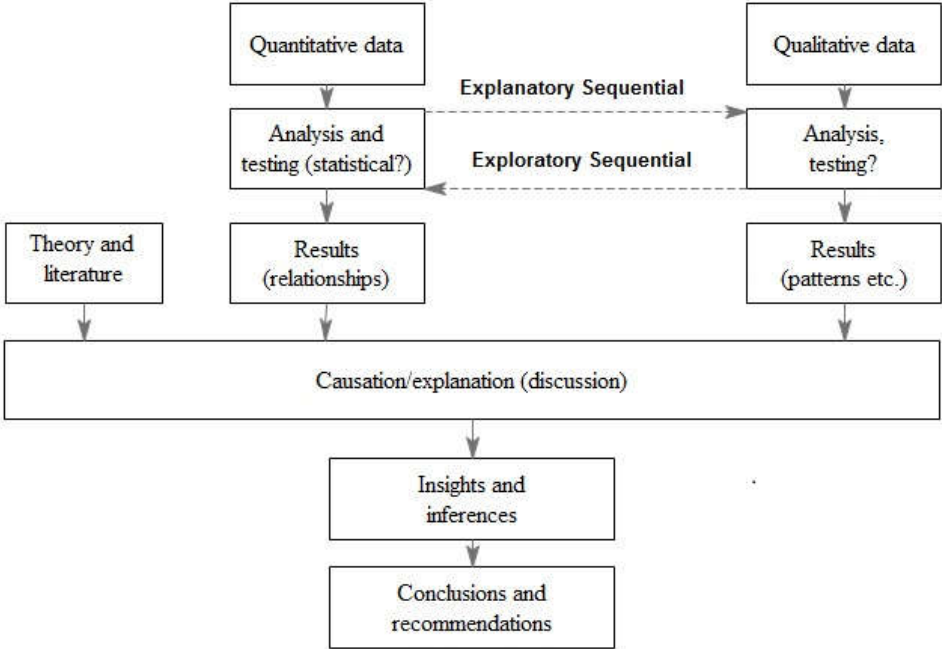 Quantitative data
Qualitative data
Explanatory Sequential
Analysis and
testing (statistical?)
Exploratory Sequential
Analysis,
testing?
Theory and
literature
Results
(relationships)
Results
(patterns etc.)
Causation/explanation (discussion)
Insights and
inferences
Conclusions and
recommendations